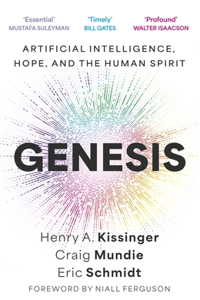 'Essential' 'Timely' 'Profound'
MUSTAFA SULEYMAN BILL GATES WALTER ISAACSON
ARTIFICIAL INTELLIGENCE,
HOPE, AND THE HUMAN SPIRIT
GENESIS
Henry A. Kissinger
Craig Mundie
Eric Schmidt
FOREWORD BY NIALL FERGUSON